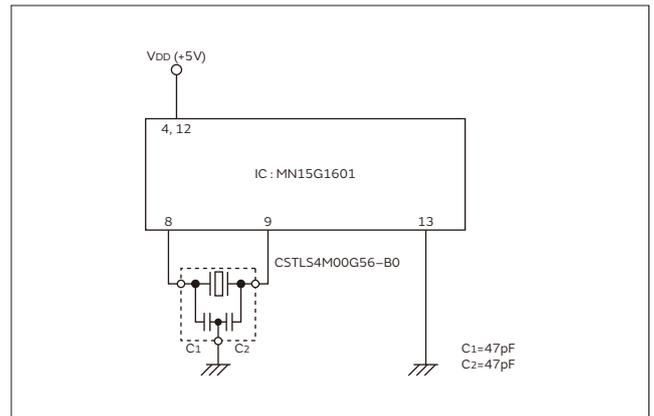 VDD (+5V)
4, 12
IC : MN15G1601
8 9 13
CSTLS4M00G56–B0
C1 C2
C1=47pF
C2=47pF